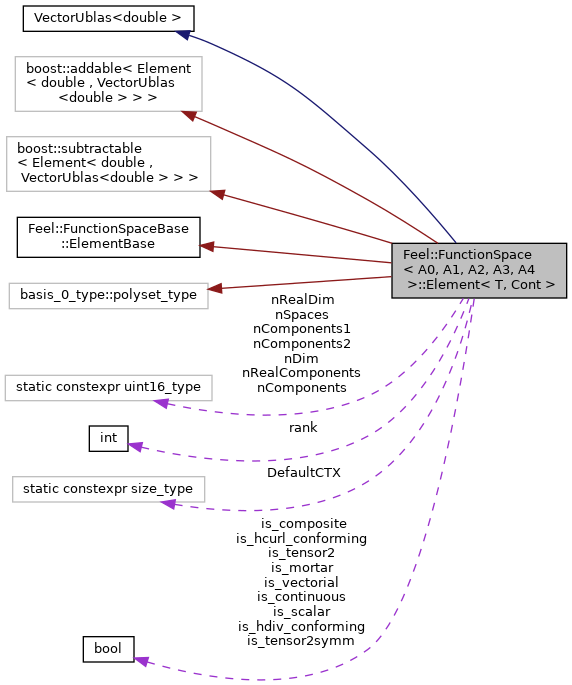 VectorUblas<double >
boost::addable< Element
< double , VectorUblas
<double > > >
boost::subtractable
< Element< double ,
VectorUblas<double > > >
Feel::FunctionSpaceBase
::ElementBase
basis_0_type::polyset_type
Feel::FunctionSpace
< A0, A1, A2, A3, A4
>::Element< T, Cont >
nRealDim
nSpaces
nComponents1
nComponents2
nDim
nRealComponents
nComponents
static constexpr uint16_type
rank
int
DefaultCTX
static constexpr size_type
is_composite
is_hcurl_conforming
is_tensor2
is_mortar
is_vectorial
is_continuous
is_scalar
is_hdiv_conforming
is_tensor2symm
bool